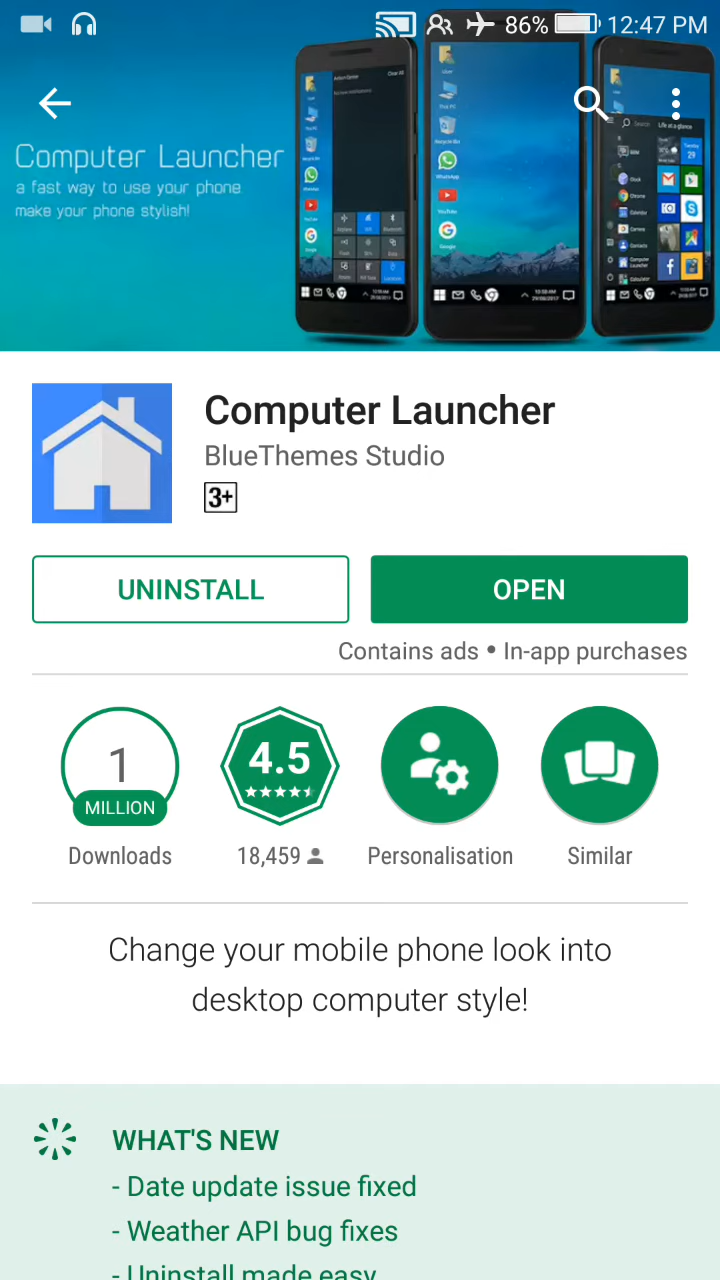 86% 12:47 PM
Computer Launcher
a fast way to use your phone
make your phone stylish!
Computer Launcher
BlueThemes Studio
3+
UNINSTALL
OPEN
Contains ads • In-app purchases
1
MILLION
Downloads
4.5
18,459
Personalisation
Similar
Change your mobile phone look into
desktop computer style!
WHAT'S NEW
- Date update issue fixed
- Weather API bug fixes
- Uninstall made easy